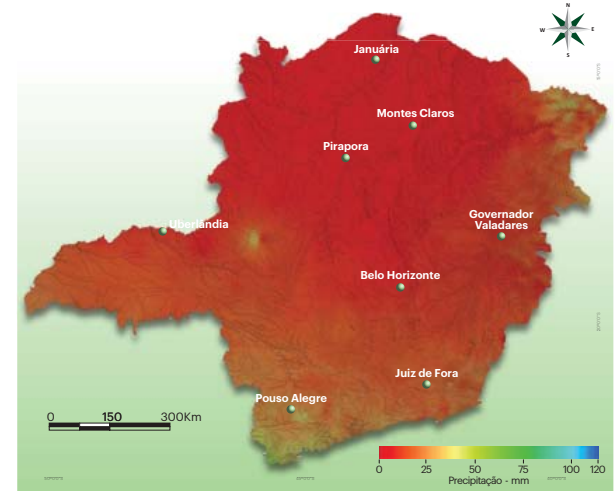 N
W E
S
Januária
Montes Claros
Pirapora
Uberlândia
Governador
Valadares
Belo Horizonte
Juiz de Fora
Pouso Alegre
0 150 300Km
0 25 50 75 100 120
Precipitação - mm